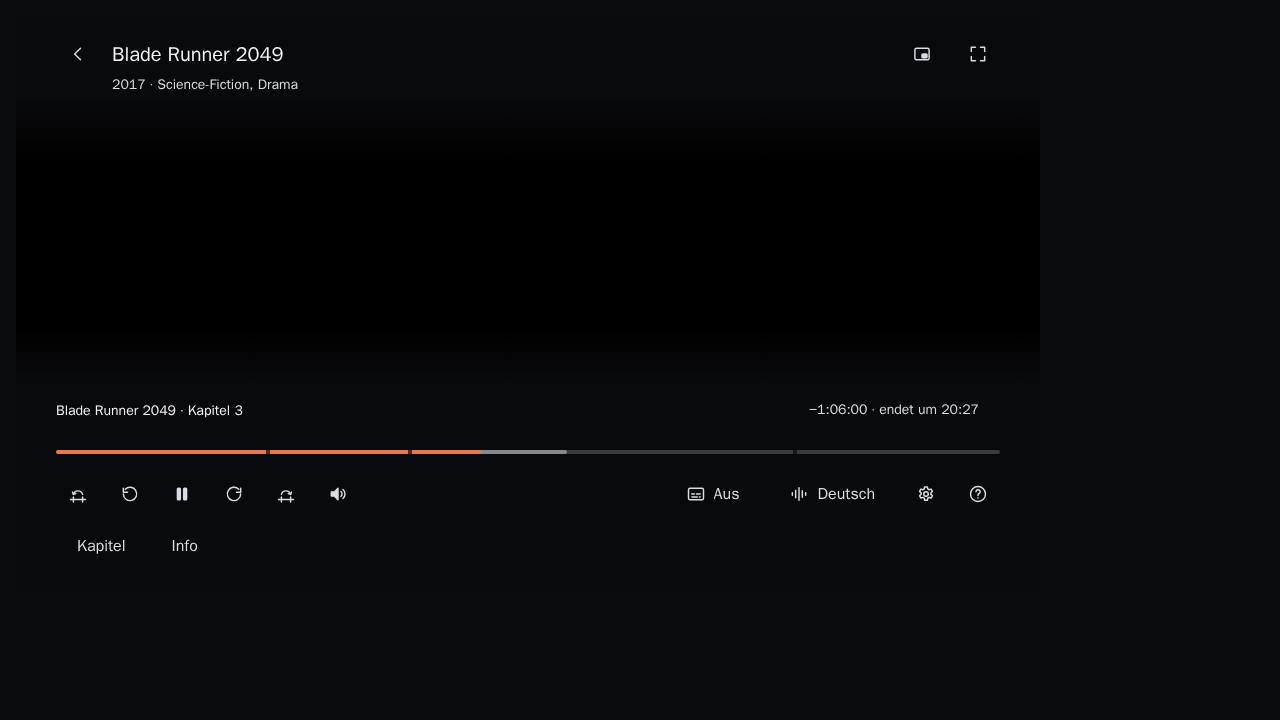 Blade Runner 2049
2017 · Science-Fiction, Drama
Blade Runner 2049 · Kapitel 3
−1:06:00 · endet um 20:27
Aus
Deutsch
Kapitel
Info